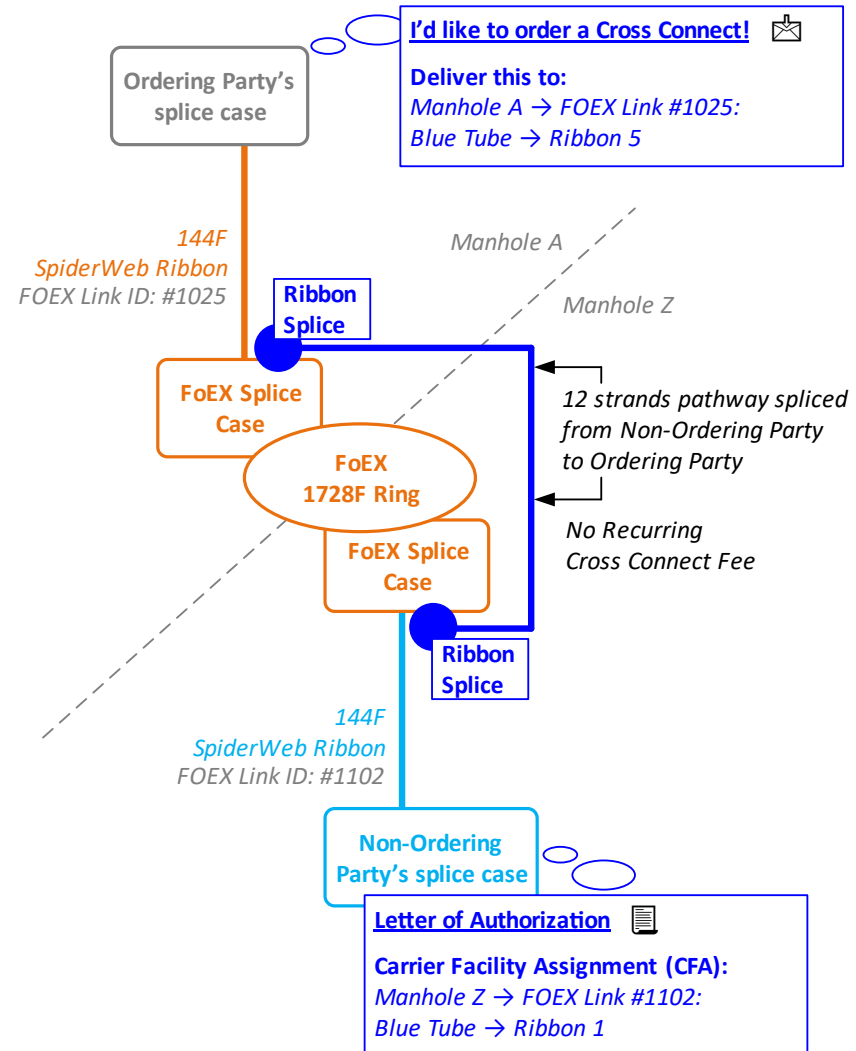 I'd like to order a Cross Connect!
Deliver this to:
Manhole A → FOEX Link #1025:
Blue Tube → Ribbon 5
Ordering Party's
splice case
144F
SpiderWeb Ribbon
FOEX Link ID: #1025
Manhole A
Manhole Z
Ribbon
Splice
FoEX Splice
Case
FoEX
1728F Ring
FoEX Splice
Case
12 strands pathway spliced
from Non-Ordering Party
to Ordering Party
No Recurring
Cross Connect Fee
Ribbon
Splice
144F
SpiderWeb Ribbon
FOEX Link ID: #1102
Non-Ordering
Party's splice case
Letter of Authorization
Carrier Facility Assignment (CFA):
Manhole Z → FOEX Link #1102:
Blue Tube → Ribbon 1